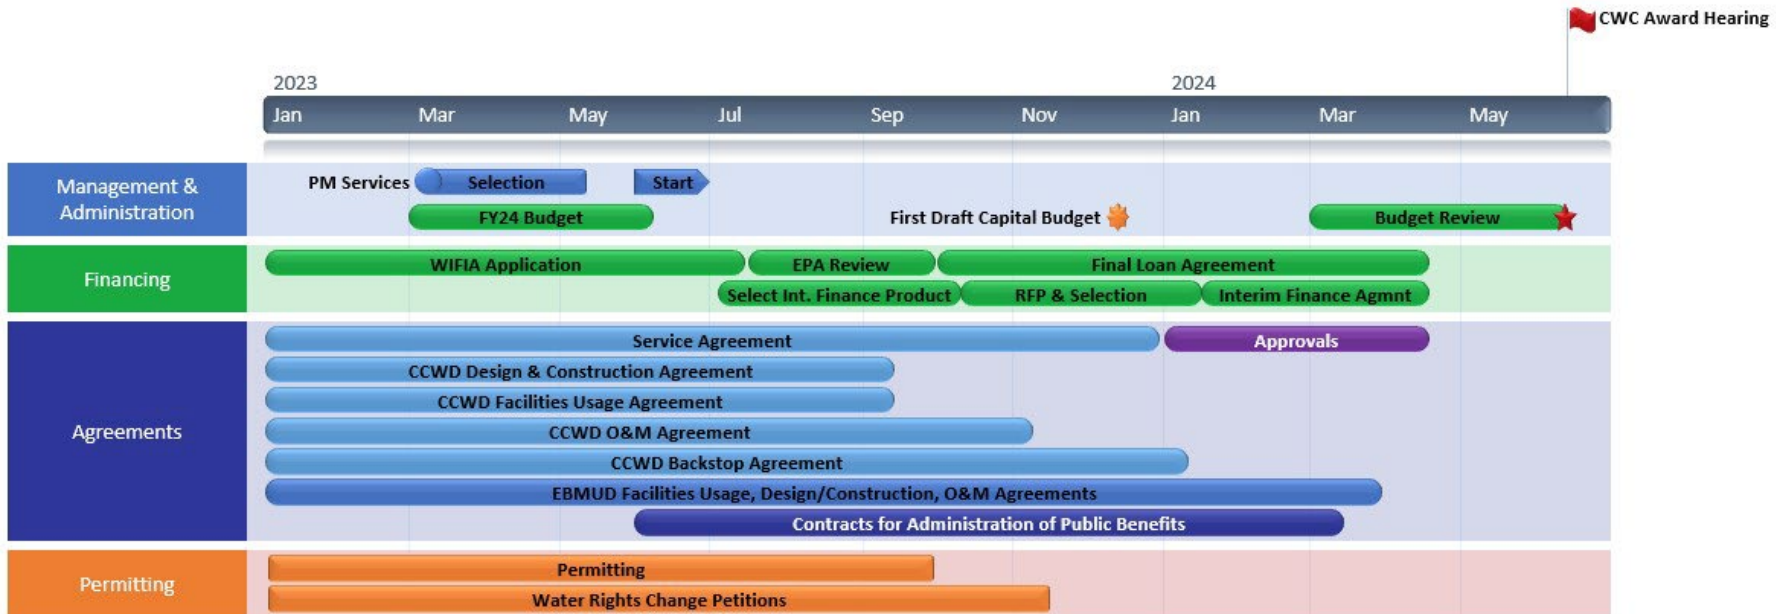 CWC Award Hearing
2023 2024
Jan Mar May Jul Sep Nov Jan Mar May
Management &
Administration
PM Services Selection Start
FY24 Budget First Draft Capital Budget Budget Review
Financing
WIFIA Application EPA Review Final Loan Agreement
Select Int. Finance Product RFP & Selection Interim Finance Agmnt
Agreements
Service Agreement Approvals
CCWD Design & Construction Agreement
CCWD Facilities Usage Agreement
CCWD O&M Agreement
CCWD Backstop Agreement
EBMUD Facilities Usage, Design/Construction, O&M Agreements
Contracts for Administration of Public Benefits
Permitting
Permitting
Water Rights Change Petitions